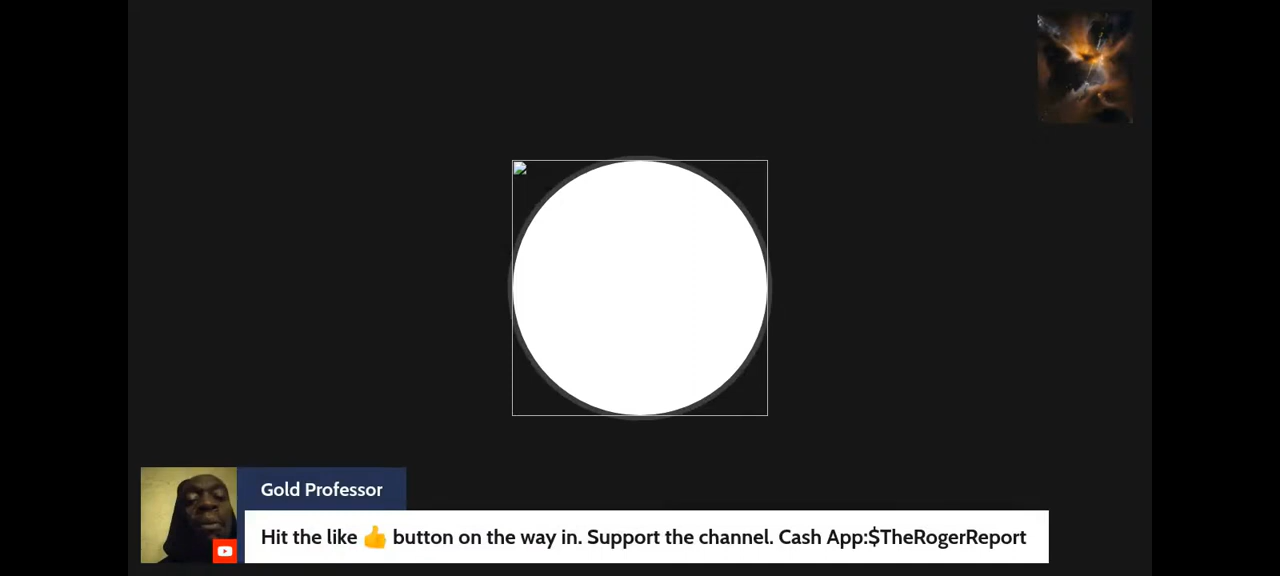 Gold Professor
Hit the like 👍 button on the way in. Support the channel. Cash App:$TheRogerReport